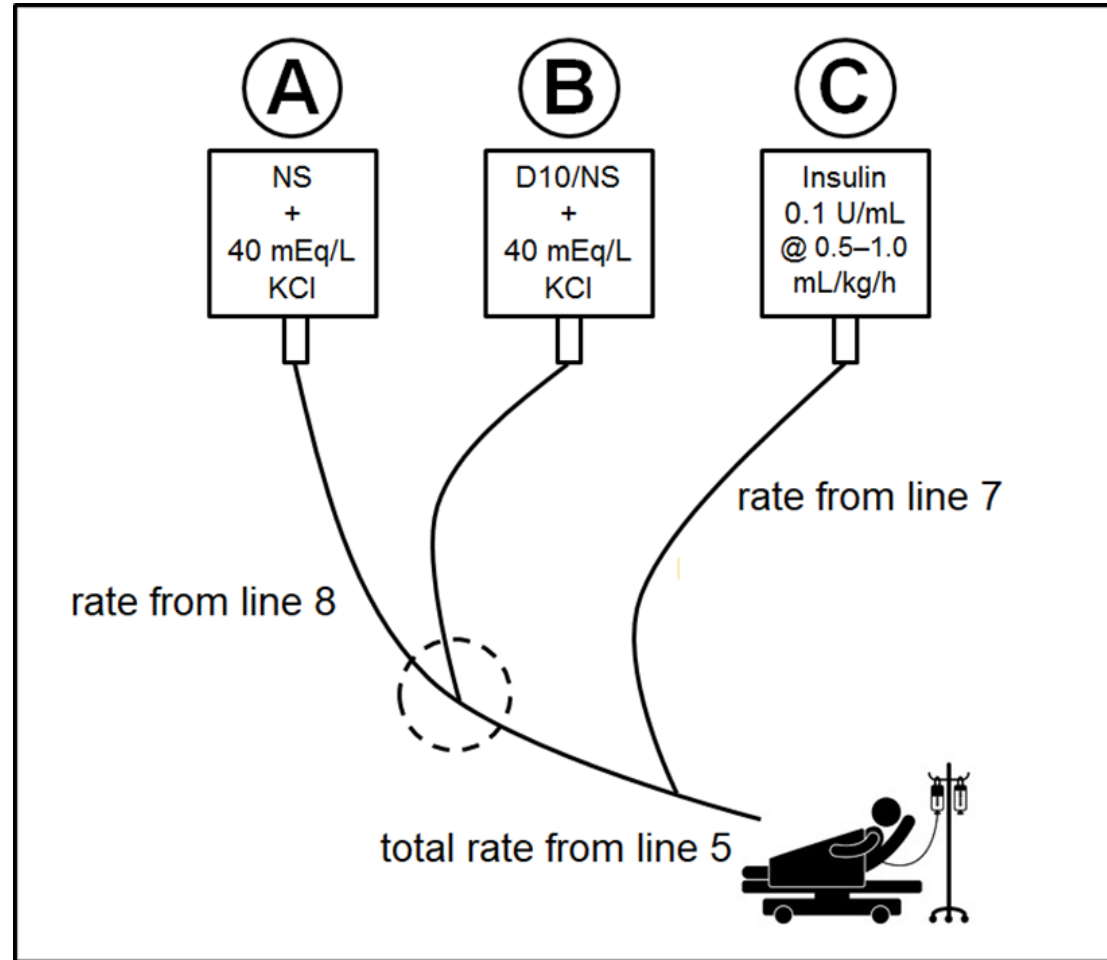 A
B
C
NS
+
40 mEq/L
KCl
D10/NS
+
40 mEq/L
KCl
Insulin
0.1 U/mL
@ 0.5–1.0
mL/kg/h
rate from line 7
rate from line 8
total rate from line 5